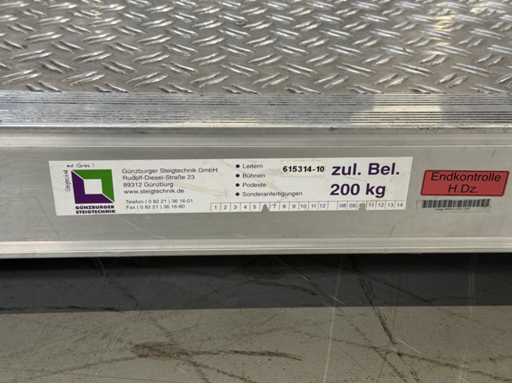 Günzburger Steigtechnik GmbH
Rudolf-Diesel-Straße 23
89312 Günzburg
www.steigtechnik.de
Telefon ( 0 82 21 ) 36 16-01
Fax ( 0 82 21 ) 36 16-80
GÜNZBURGER
STEIGTECHNIK
• Leitern
• Bühnen
• Podeste
• Sonderanfertigungen
615314-10
zul. Bel.
200 kg
1 2 3 4 5 7 8 9 10 11 12 08 09 11 12 13 14
Endkontrolle
H.Dz.